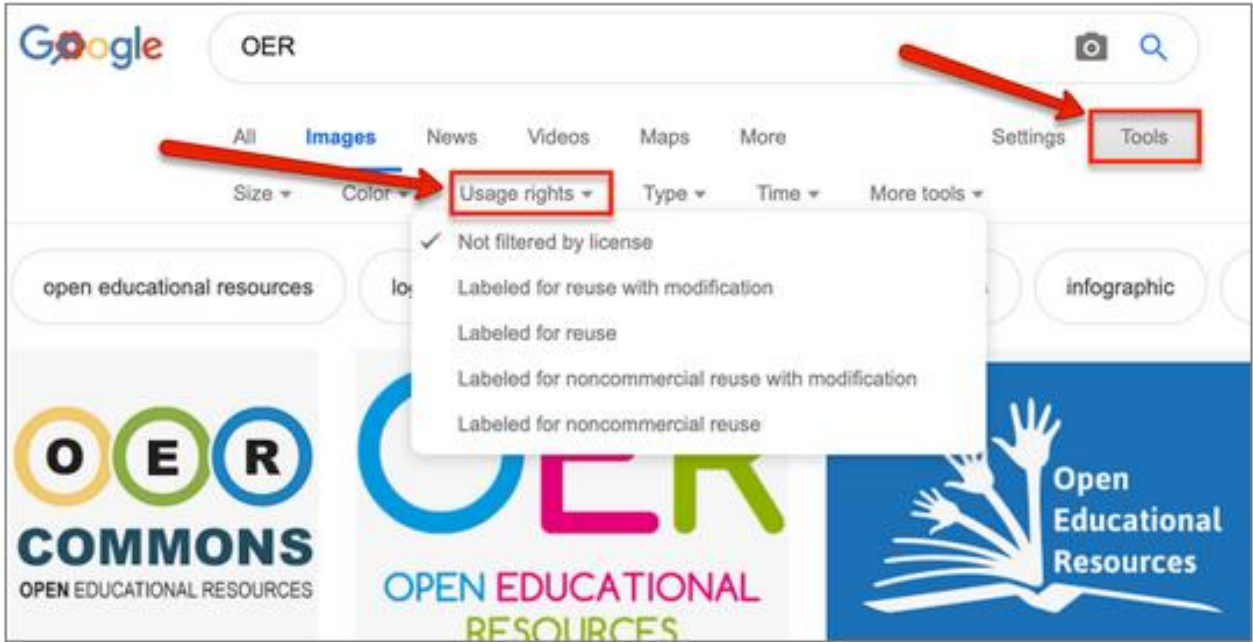 Google OER
All Images News Videos Maps More Settings Tools
Size Color Usage rights Type Time More tools
Not filtered by license
open educational resources
infographic
Labeled for reuse with modification
Labeled for reuse
Labeled for noncommercial reuse with modification
Labeled for noncommercial reuse
OER
COMMONS
OPEN EDUCATIONAL RESOURCES
OER
OPEN EDUCATIONAL
RESOURCES
Open
Educational
Resources